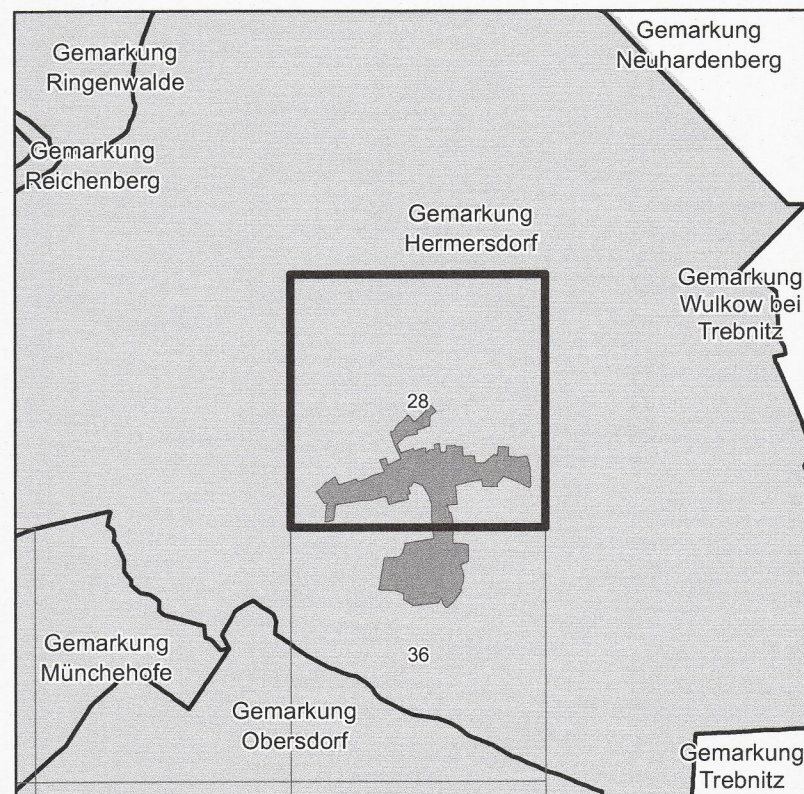 Gemarkung
Ringenwalde
Gemarkung
Neuhardenberg
Gemarkung
Reichenberg
Gemarkung
Hermersdorf
Gemarkung
Wulkow bei
Trebnitz
28
Gemarkung
Münchehofe
36
Gemarkung
Obersdorf
Gemarkung
Trebnitz